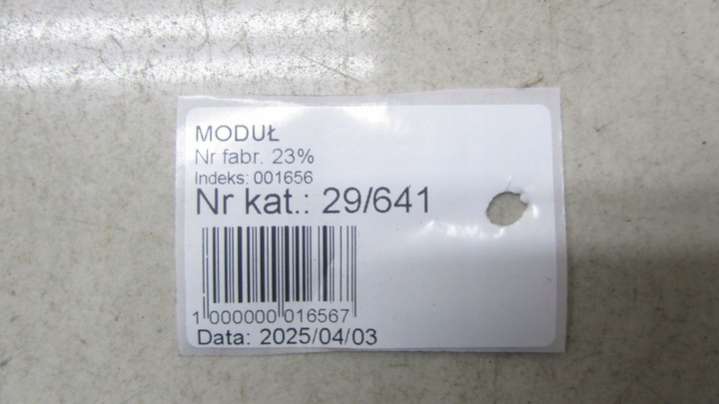 MODUŁ
Nr fabr. 23%
Indeks: 001656
Nr kat.: 29/641
1 000000 016567
Data: 2025/04/03